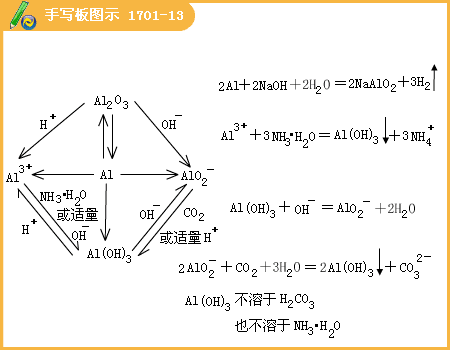 手写板图示 1701-13
Al₂O₃
H⁺
OH⁻
Al³⁺
Al
AlO₂⁻
NH₃·H₂O
或适量
OH⁻
H⁺
OH⁻
CO₂
或适量H⁺
Al(OH)₃
2Al+2NaOH+2H₂O=2NaAlO₂+3H₂↑
Al³⁺+3NH₃·H₂O=Al(OH)₃↓+3NH₄⁺
Al(OH)₃+OH⁻=AlO₂⁻+2H₂O
2AlO₂⁻+CO₂+3H₂O=2Al(OH)₃↓+CO₃²⁻
Al(OH)₃不溶于H₂CO₃
也不溶于NH₃·H₂O